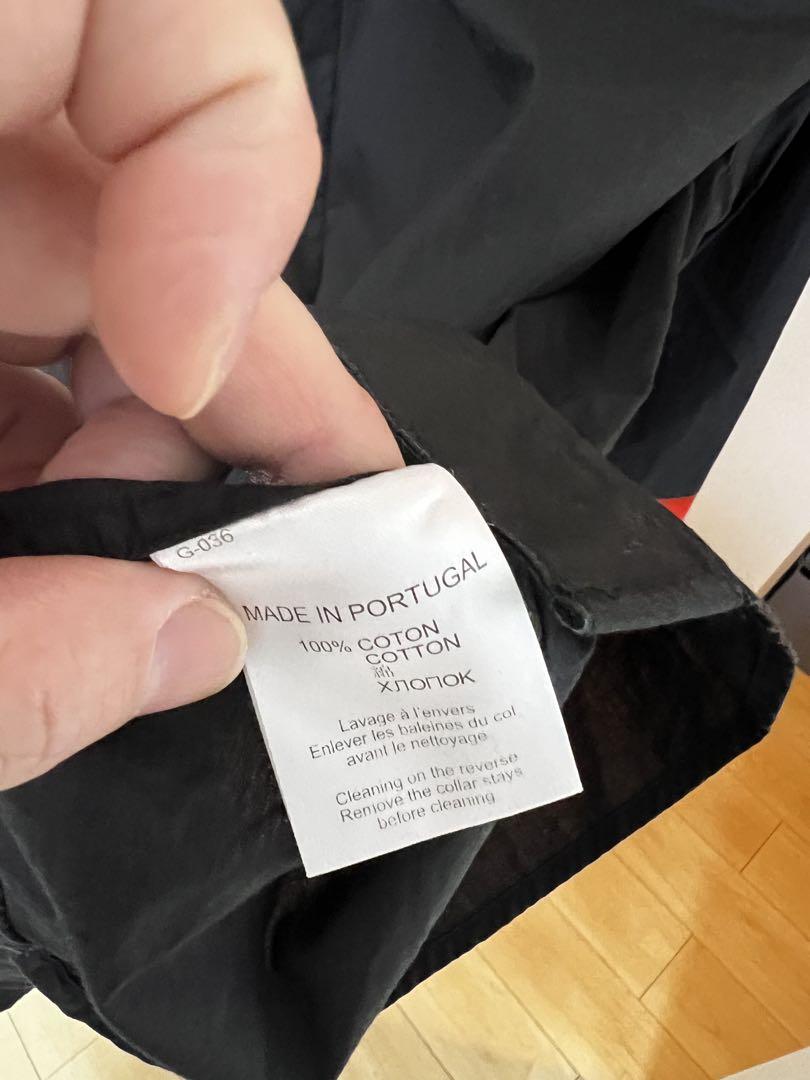 G-036
MADE IN PORTUGAL
100% COTON
COTTON
ХЛОПОК
Lavage à l'envers
Enlever les baleines du col
avant le nettoyage
Cleaning on the reverse
Remove the collar stays
before cleaning